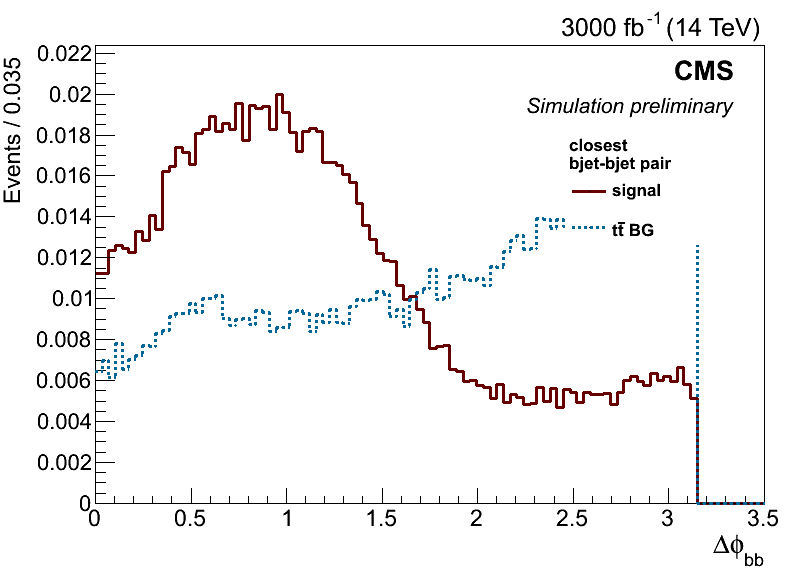 3000 fb⁻¹ (14 TeV)
CMS
Simulation preliminary
closest
bjet-bjet pair
signal
tt̄ BG
Events / 0.035
0.022
0.02
0.018
0.016
0.014
0.012
0.01
0.008
0.006
0.004
0.002
0
0 0.5 1 1.5 2 2.5 3 3.5
Δϕbb